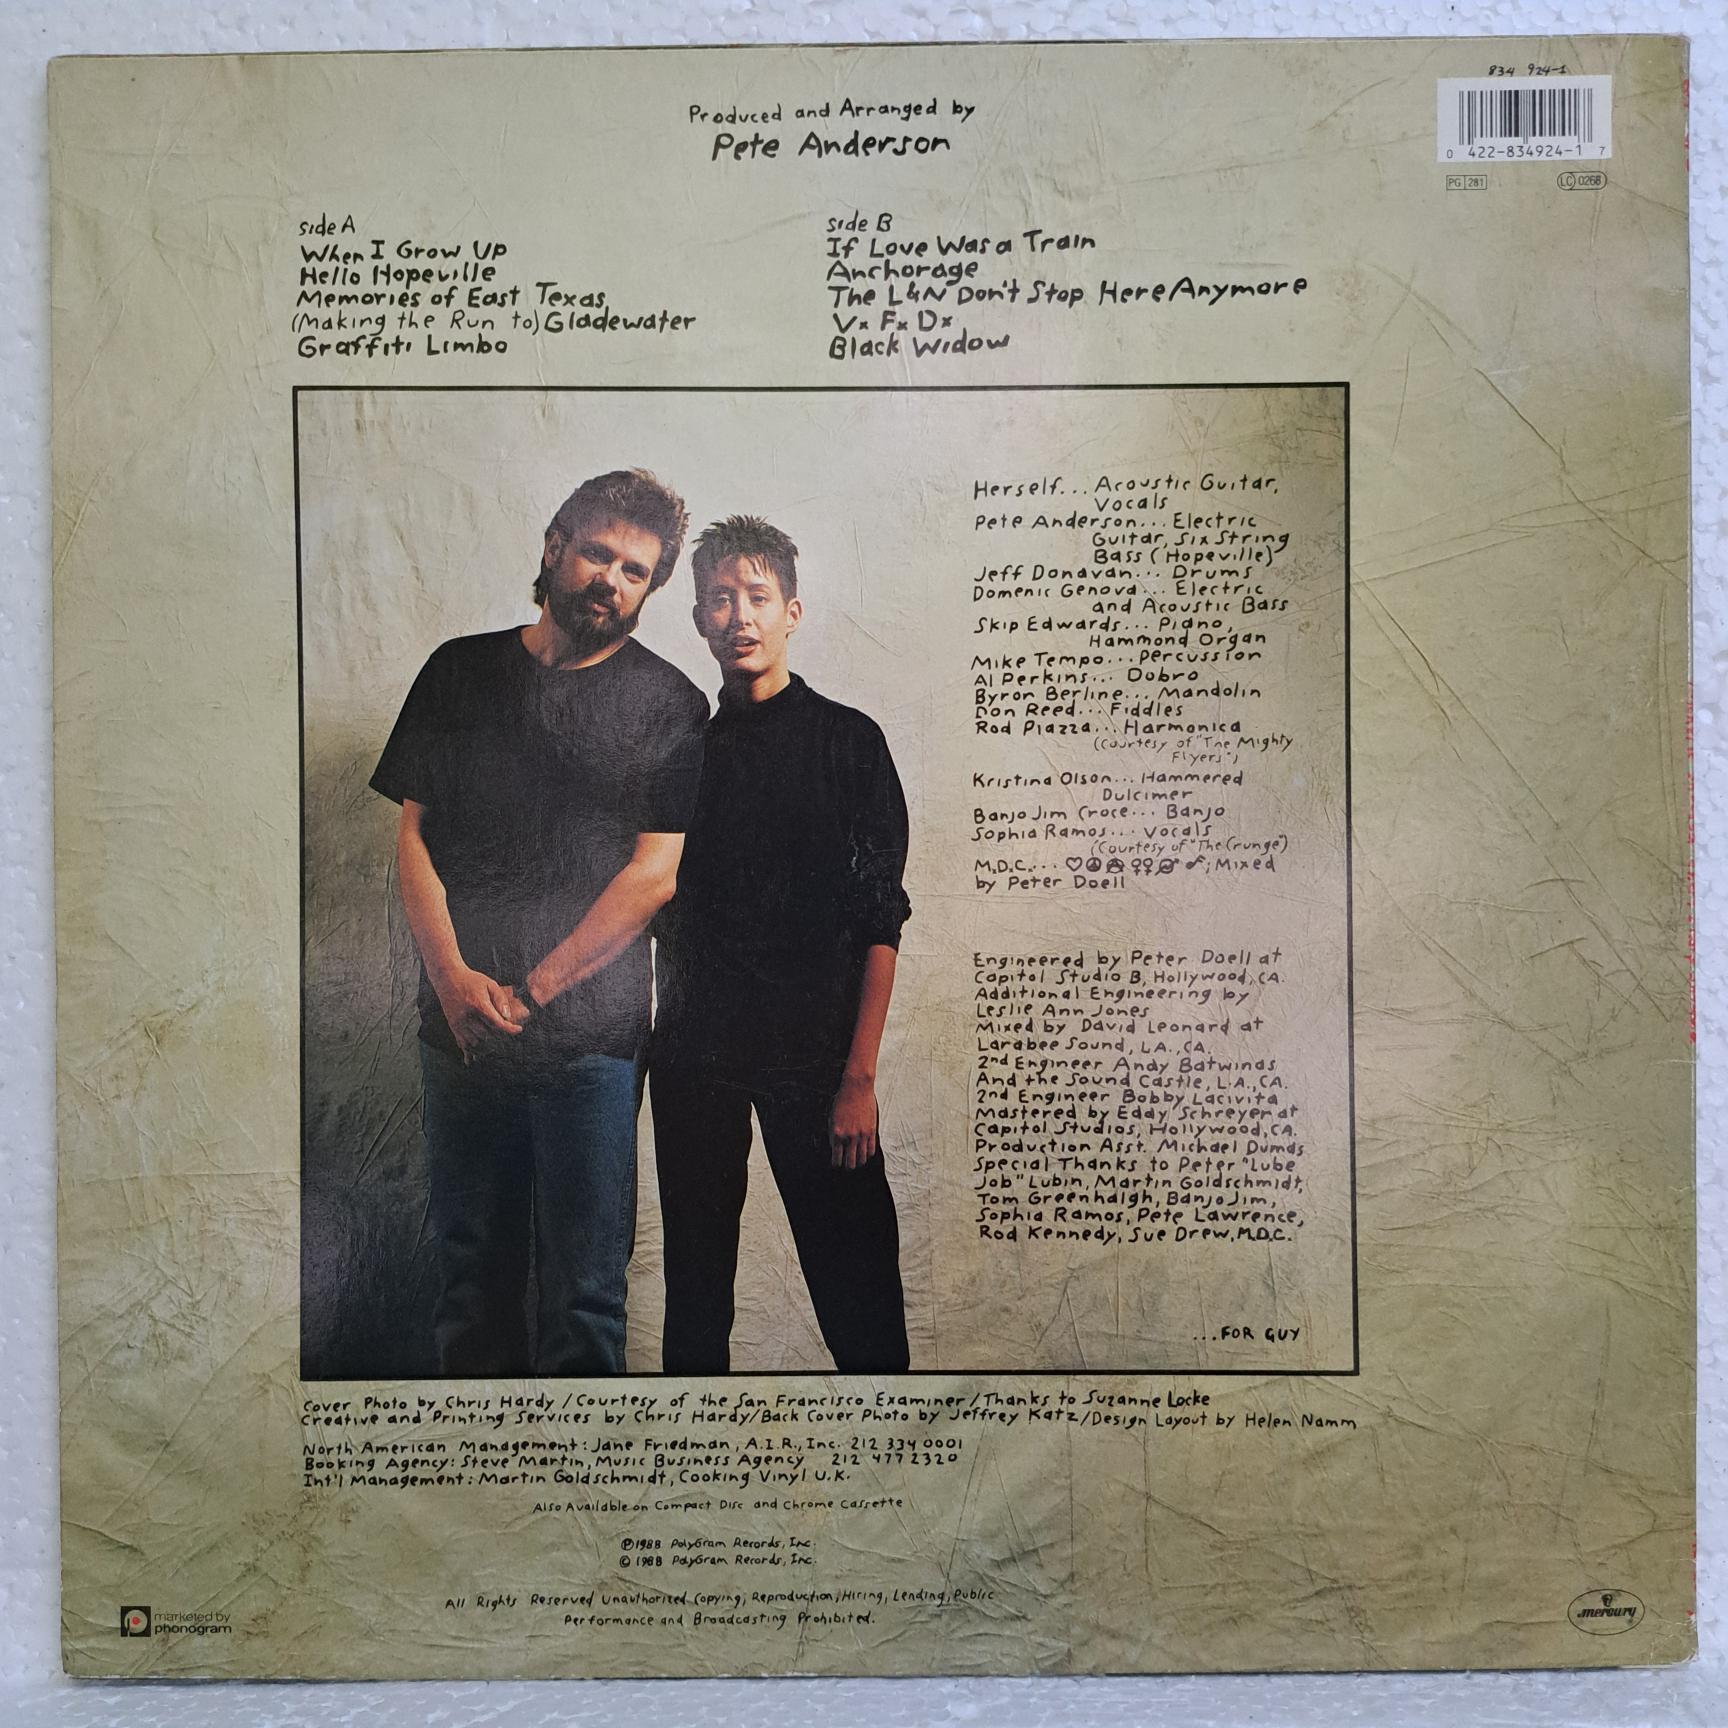 834 924-1
0 422-834924-1 7
PG 281
LC 0268
Produced and Arranged by
Pete Anderson
side A
When I Grow Up
Hello Hopeville
Memories of East Texas
(Making the Run to) Gladewater
Graffiti Limbo
side B
If Love Was a Train
Anchorage
The L&N Don't Stop Here Anymore
V× F× D×
Black Widow
Herself... Acoustic Guitar,
Vocals
Pete Anderson... Electric
Guitar, Six String
Bass (Hopeville)
Jeff Donavan... Drums
Domenic Genova... Electric
and Acoustic Bass
Skip Edwards... Piano,
Hammond Organ
Mike Tempo... Percussion
Al Perkins... Dobro
Byron Berline... Mandolin
Don Reed... Fiddles
Rod Piazza... Harmonica
(Courtesy of "The Mighty
Flyers")
Kristina Olson... Hammered
Dulcimer
Banjo Jim Croce... Banjo
Sophia Ramos... Vocals
(Courtesy of "The Grunge")
M.D.C.... ; Mixed
by Peter Doell
Engineered by Peter Doell at
Capitol Studio B, Hollywood, CA.
Additional Engineering by
Leslie Ann Jones
Mixed by David Leonard at
Larabee Sound, L.A., CA.
2nd Engineer Andy Batwinas
And the Sound Castle, L.A., CA.
2nd Engineer Bobby Lacivita
Mastered by Eddy Schreyer at
Capitol Studios, Hollywood, CA.
Production Asst. Michael Dumas
Special Thanks to Peter "Lube
Job" Lubin, Martin Goldschmidt,
Tom Greenhalgh, Banjo Jim,
Sophia Ramos, Pete Lawrence,
Rod Kennedy, Sue Drew, M.D.C.
...FOR GUY
Cover Photo by Chris Hardy / Courtesy of the San Francisco Examiner / Thanks to Suzanne Locke
Creative and Printing Services by Chris Hardy / Back Cover Photo by Jeffrey Katz / Design Layout by Helen Namm
North American Management: Jane Friedman, A.I.R., Inc. 212 334 0001
Booking Agency: Steve Martin, Music Business Agency 212 477 2320
Int'l Management: Martin Goldschmidt, Cooking Vinyl U.K.
Also Available on Compact Disc and Chrome Cassette
℗1988 PolyGram Records, Inc.
© 1988 PolyGram Records, Inc.
All Rights Reserved Unauthorized Copying, Reproduction, Hiring, Lending, Public
Performance and Broadcasting Prohibited.
marketed by
phonogram
mercury